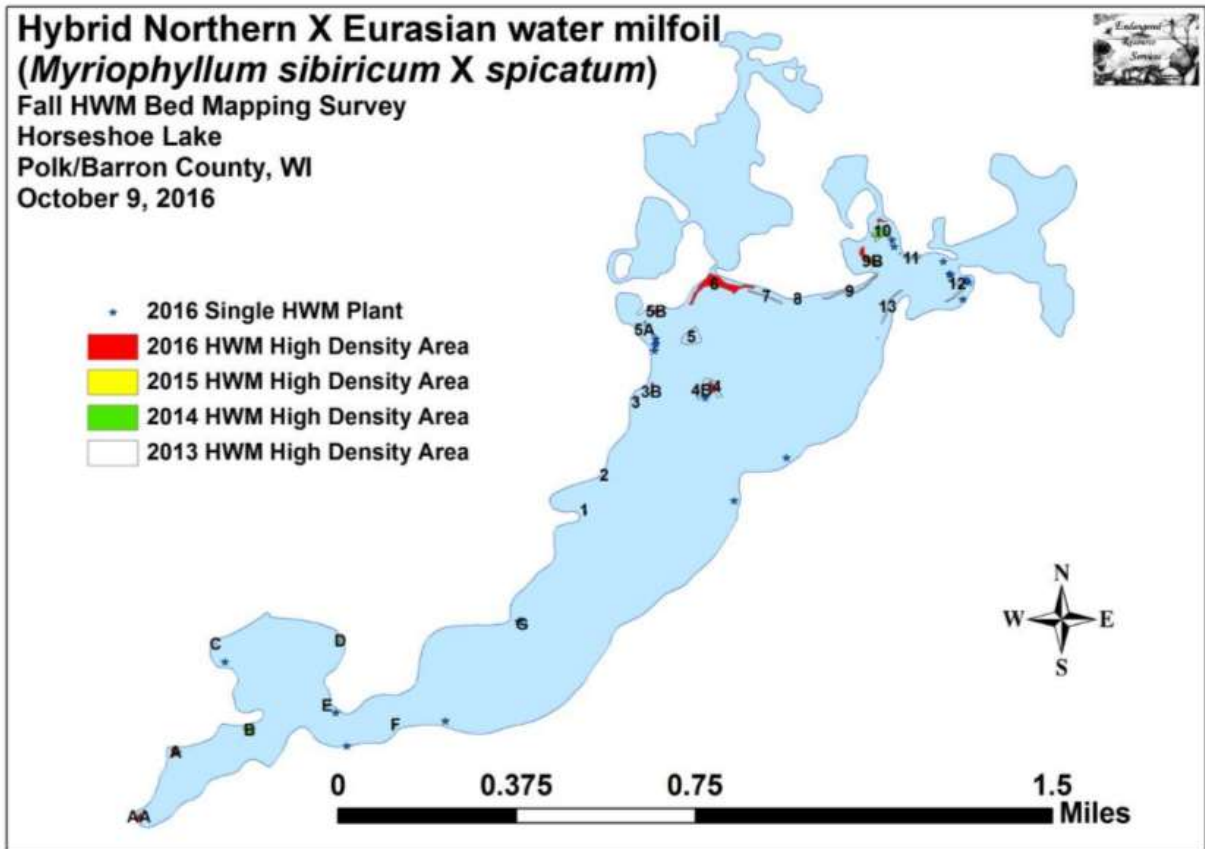 Hybrid Northern X Eurasian water milfoil
(Myriophyllum sibiricum X spicatum)
Fall HWM Bed Mapping Survey
Horseshoe Lake
Polk/Barron County, WI
October 9, 2016
Endangered
Resource
Services
2016 Single HWM Plant
2016 HWM High Density Area
2015 HWM High Density Area
2014 HWM High Density Area
2013 HWM High Density Area
10
11
9B
12
6
7
8
9
13
5B
5A
5
4B
4
3B
3
2
1
G
C
D
E
F
B
A
AA
N
W
E
S
0
0.375
0.75
1.5
Miles